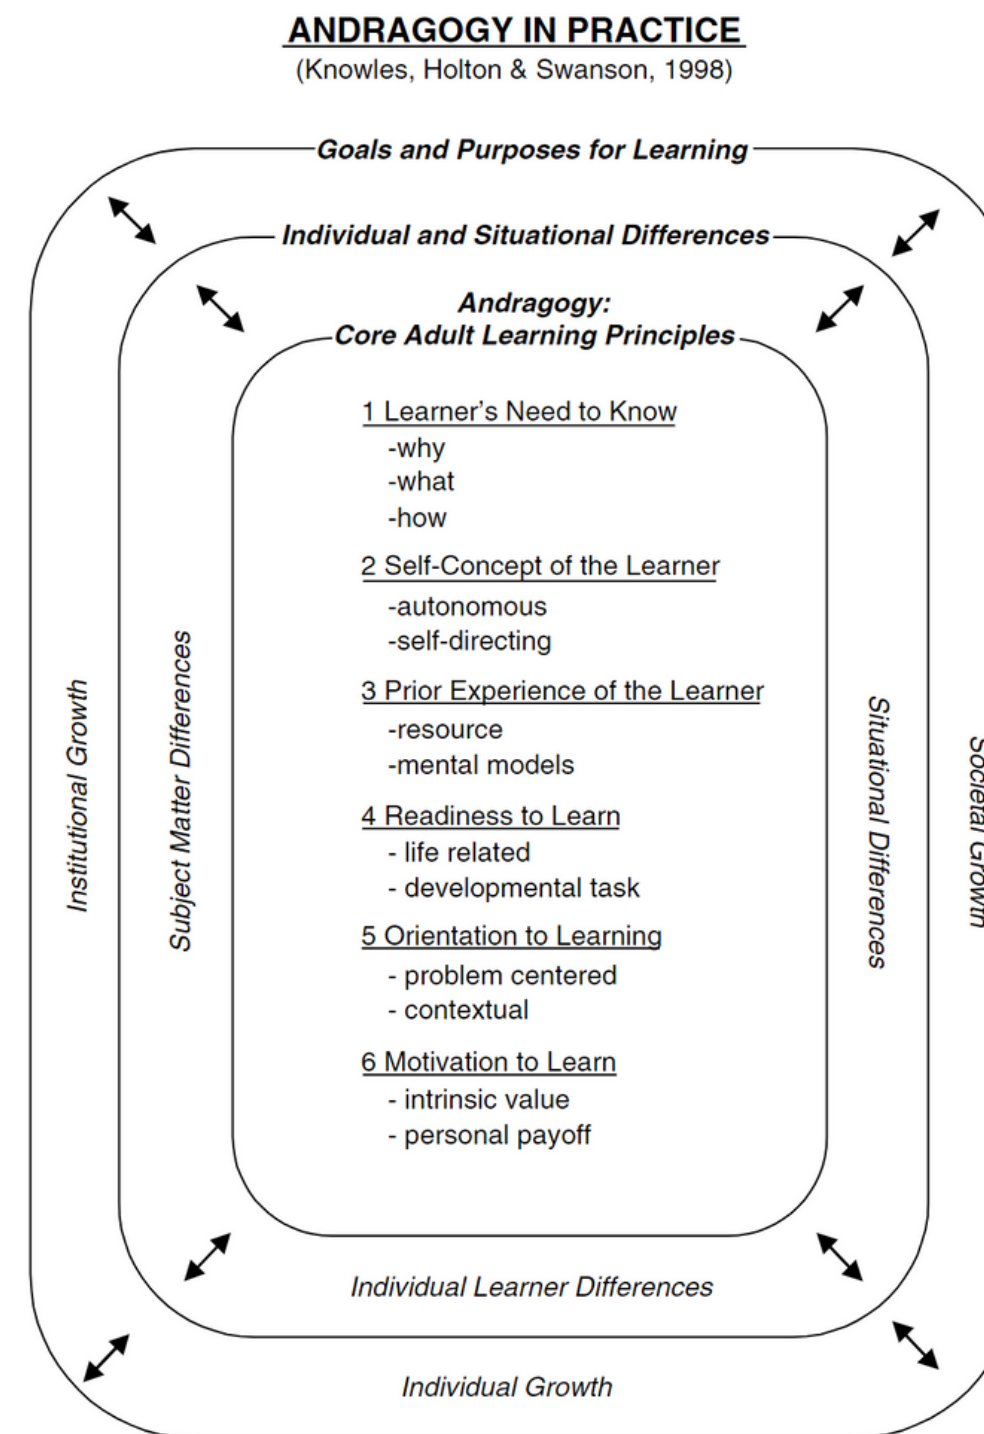 ANDRAGOGY IN PRACTICE
(Knowles, Holton & Swanson, 1998)
Goals and Purposes for Learning
Individual and Situational Differences
Andragogy:
Core Adult Learning Principles
1 Learner's Need to Know
-why
-what
-how
2 Self-Concept of the Learner
-autonomous
-self-directing
3 Prior Experience of the Learner
-resource
-mental models
4 Readiness to Learn
- life related
- developmental task
5 Orientation to Learning
- problem centered
- contextual
6 Motivation to Learn
- intrinsic value
- personal payoff
Institutional Growth
Subject Matter Differences
Situational Differences
Societal Growth
Individual Learner Differences
Individual Growth